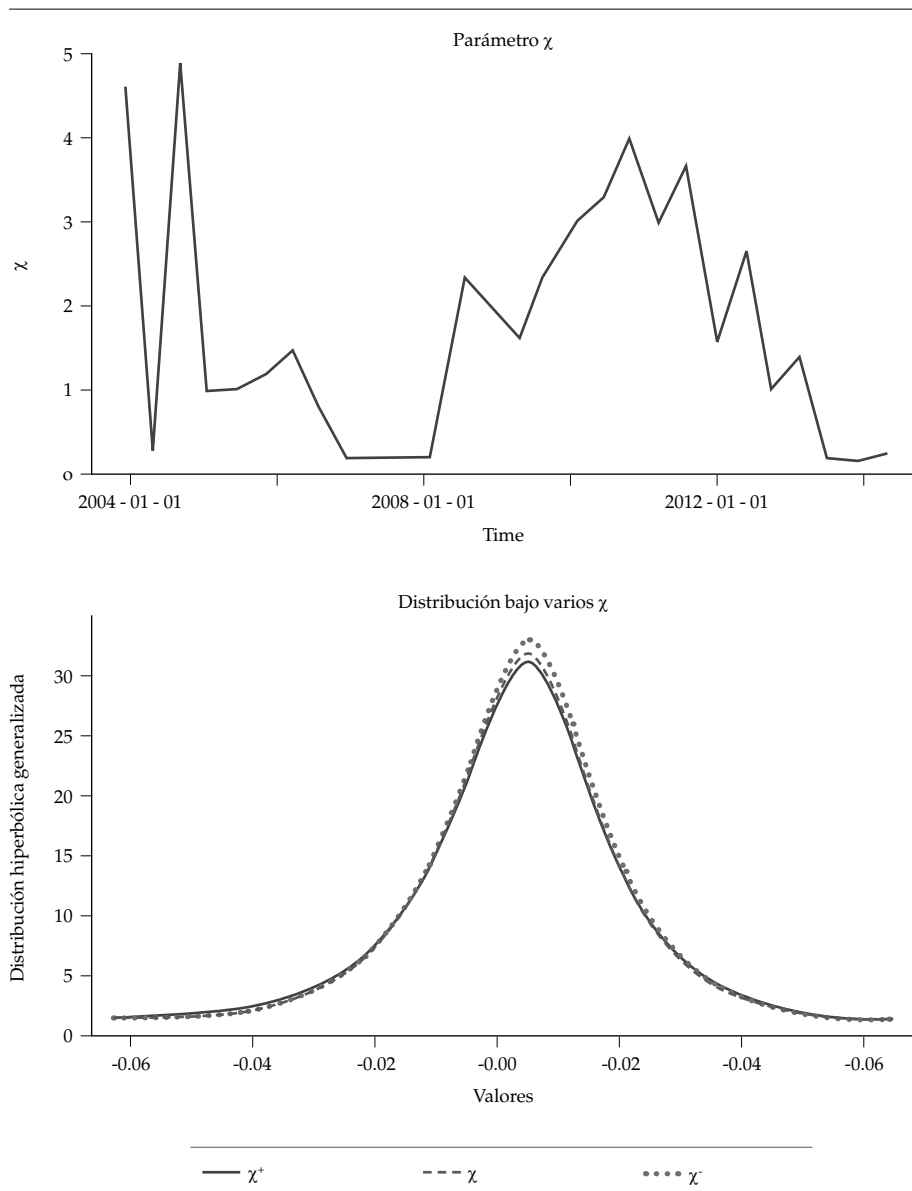 Parámetro χ
5
4
3
2
1
o
χ
2004 - 01 - 01
2008 - 01 - 01
2012 - 01 - 01
Time
Distribución bajo varios χ
30
25
20
15
10
5
0
Distribución hiperbólica generalizada
-0.06
-0.04
-0.02
-0.00
-0.02
-0.04
-0.06
Valores
χ⁺
χ
χ⁻